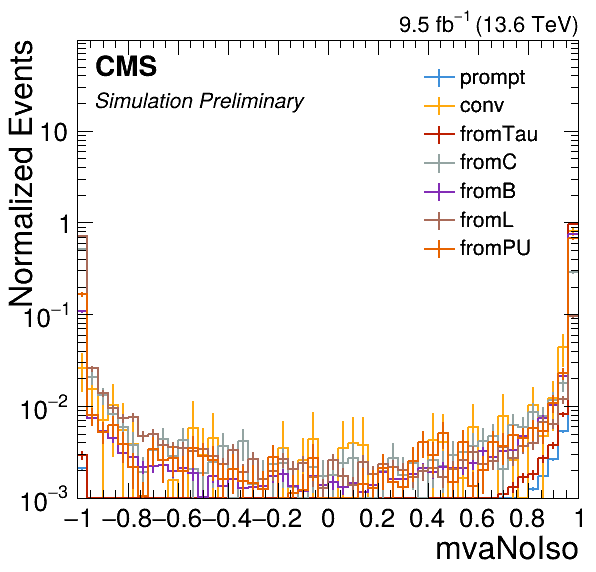 9.5 fb⁻¹ (13.6 TeV)
CMS
Simulation Preliminary
prompt
conv
fromTau
fromC
fromB
fromL
fromPU
Normalized Events
10
1
10⁻¹
10⁻²
10⁻³
−1 −0.8 −0.6 −0.4 −0.2 0 0.2 0.4 0.6 0.8 1
mvaNoIso